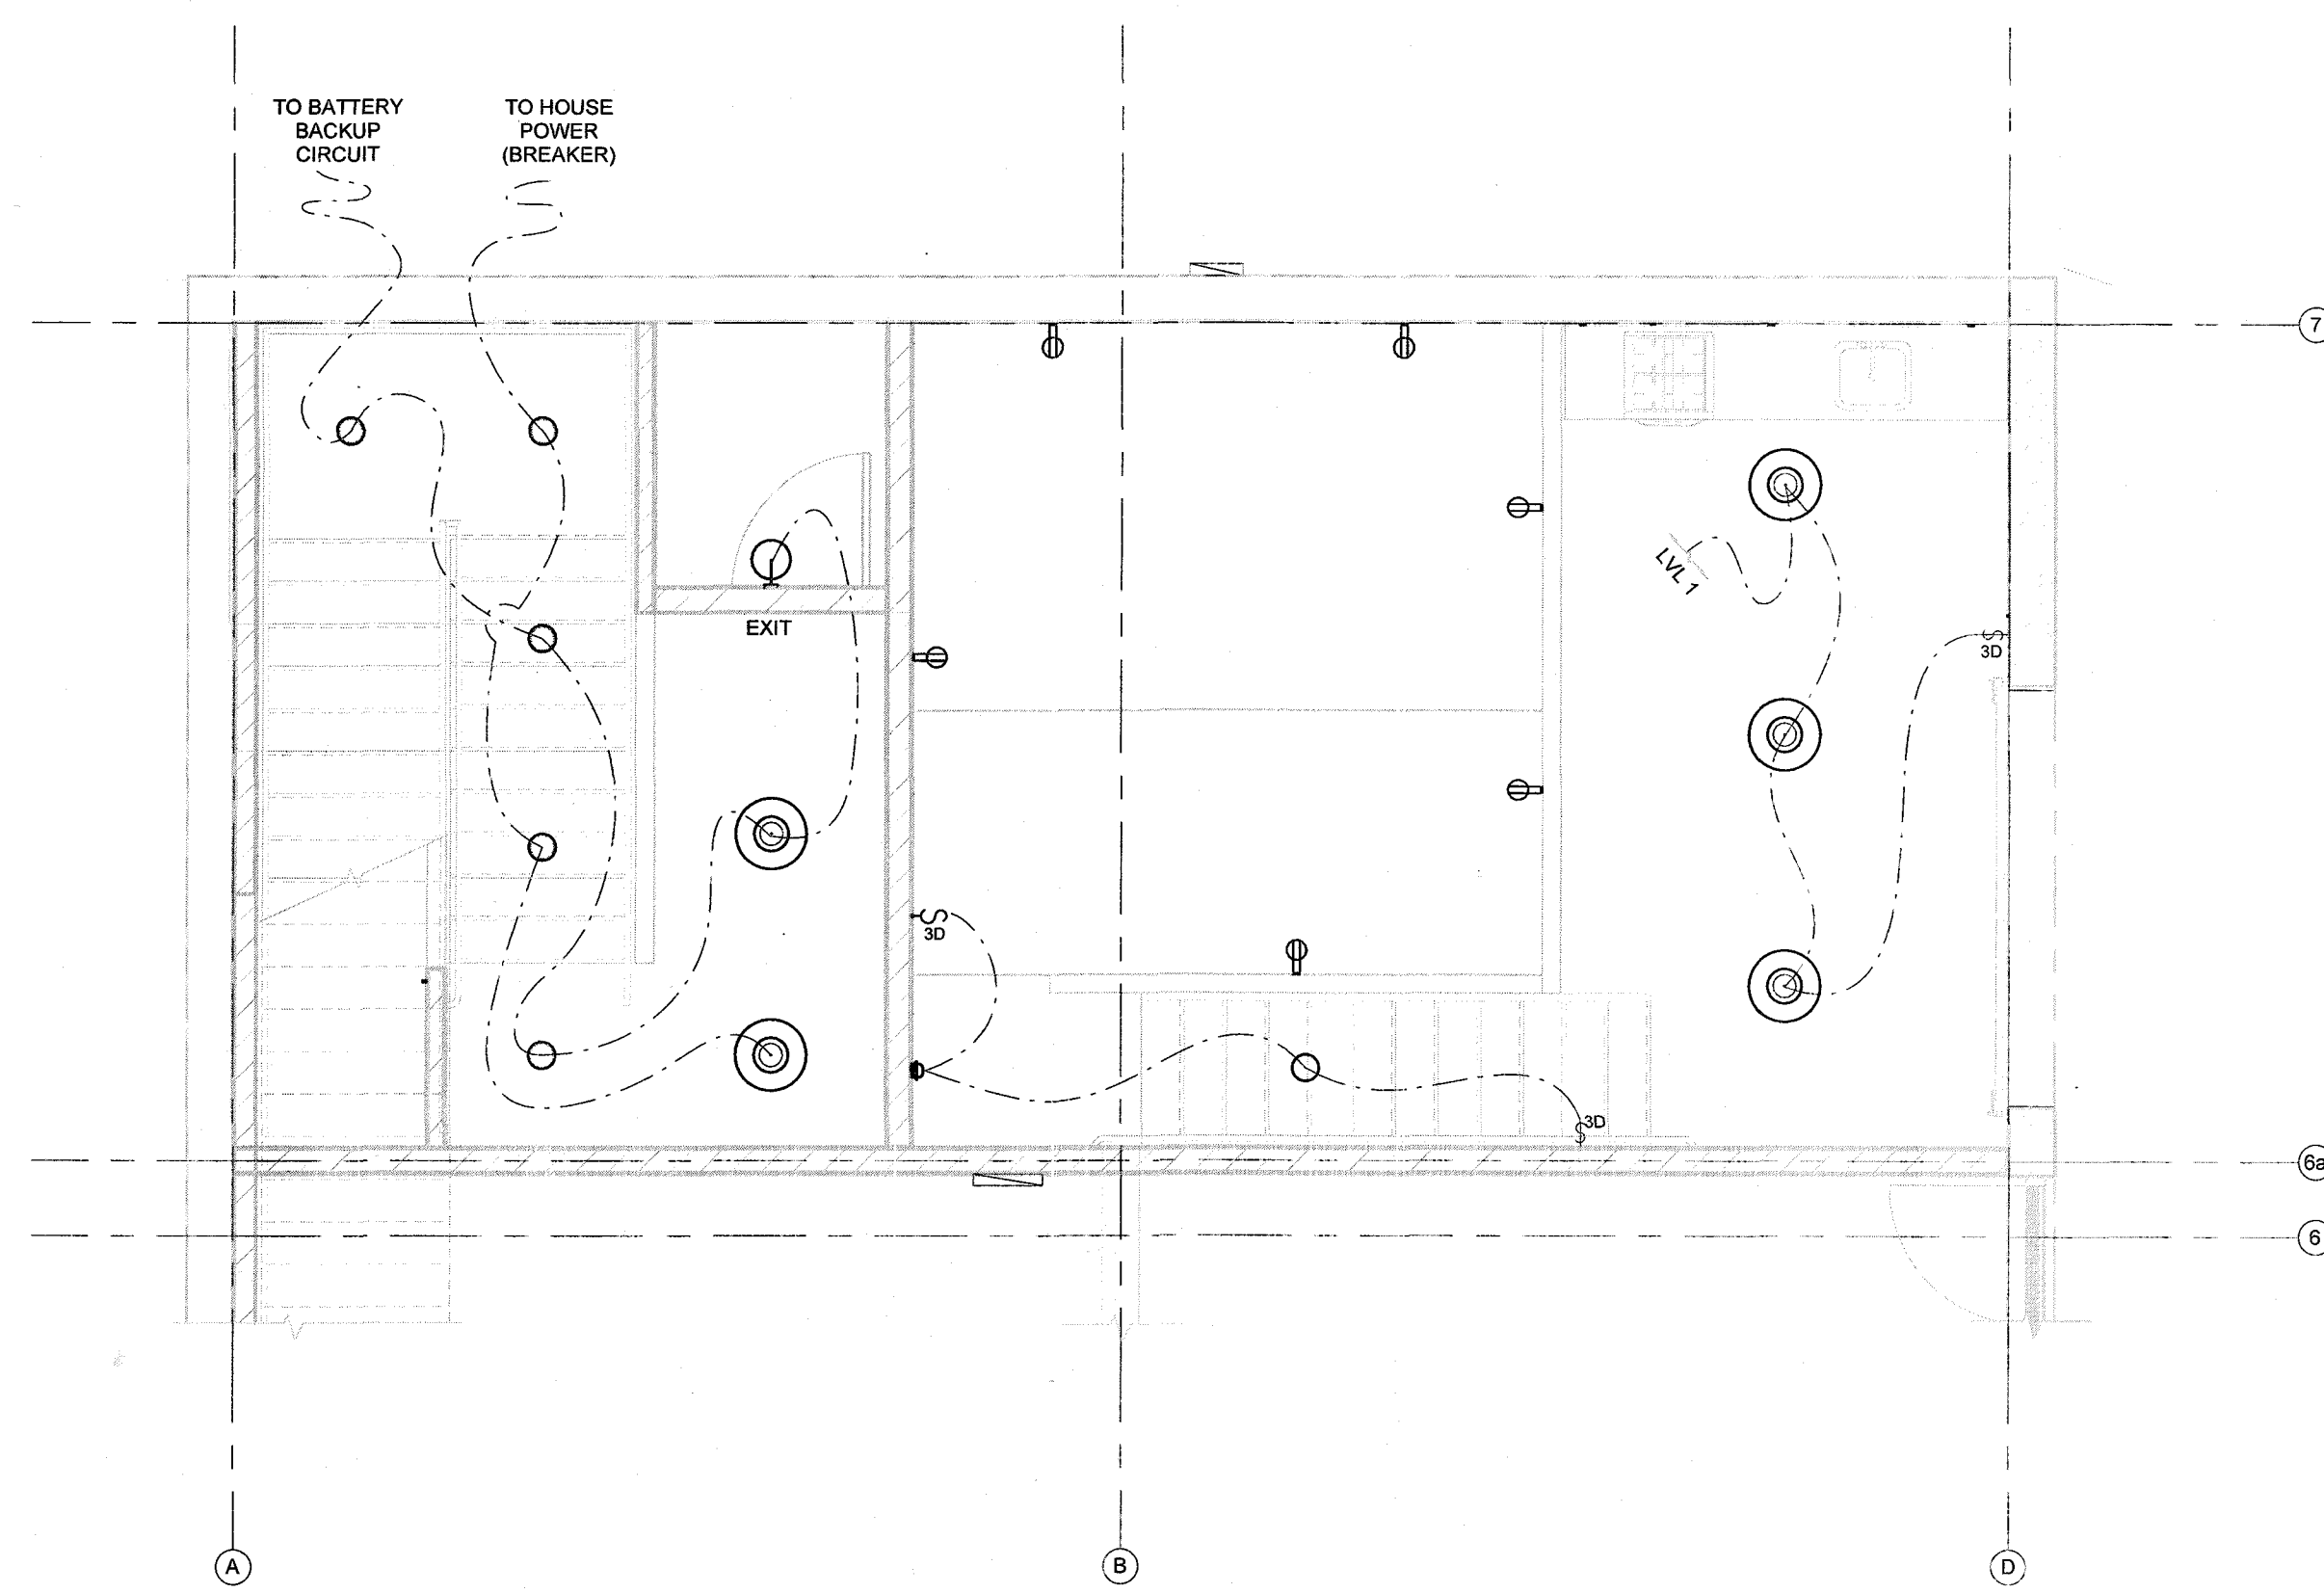 TO BATTERY
BACKUP
CIRCUIT
TO HOUSE
POWER
(BREAKER)
7
LVL 1
EXIT
S
3D
S
3D
3D
S
6a
6
A
B
D